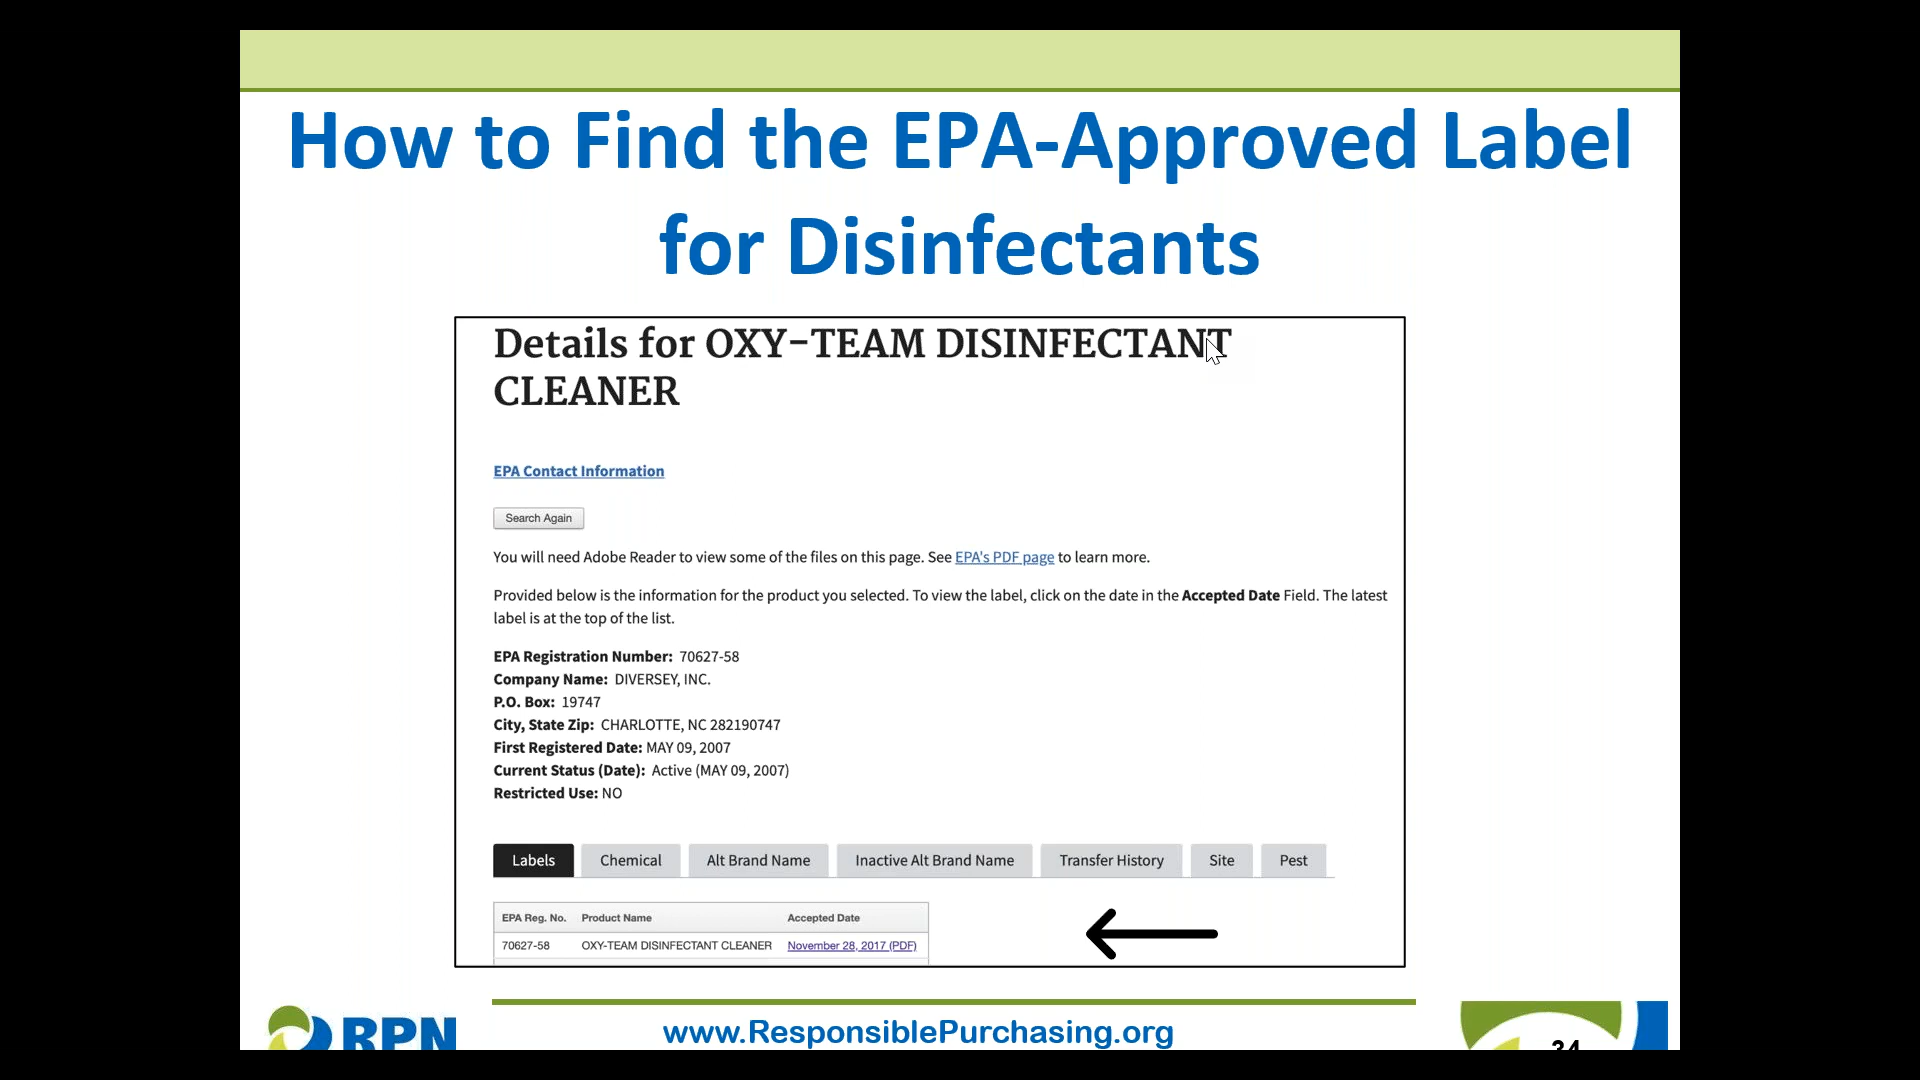 How to Find the EPA-Approved Label
for Disinfectants
Details for OXY-TEAM DISINFECTANT
CLEANER
EPA Contact Information
Search Again
You will need Adobe Reader to view some of the files on this page. See EPA's PDF page to learn more.
Provided below is the information for the product you selected. To view the label, click on the date in the Accepted Date Field. The latest
label is at the top of the list.
EPA Registration Number: 70627-58
Company Name: DIVERSEY, INC.
P.O. Box: 19747
City, State Zip: CHARLOTTE, NC 282190747
First Registered Date: MAY 09, 2007
Current Status (Date): Active (MAY 09, 2007)
Restricted Use: NO
Labels Chemical Alt Brand Name Inactive Alt Brand Name Transfer History Site Pest
EPA Reg. No. Product Name Accepted Date
70627-58 OXY-TEAM DISINFECTANT CLEANER November 28, 2017 (PDF)
RPN www.ResponsiblePurchasing.org 34